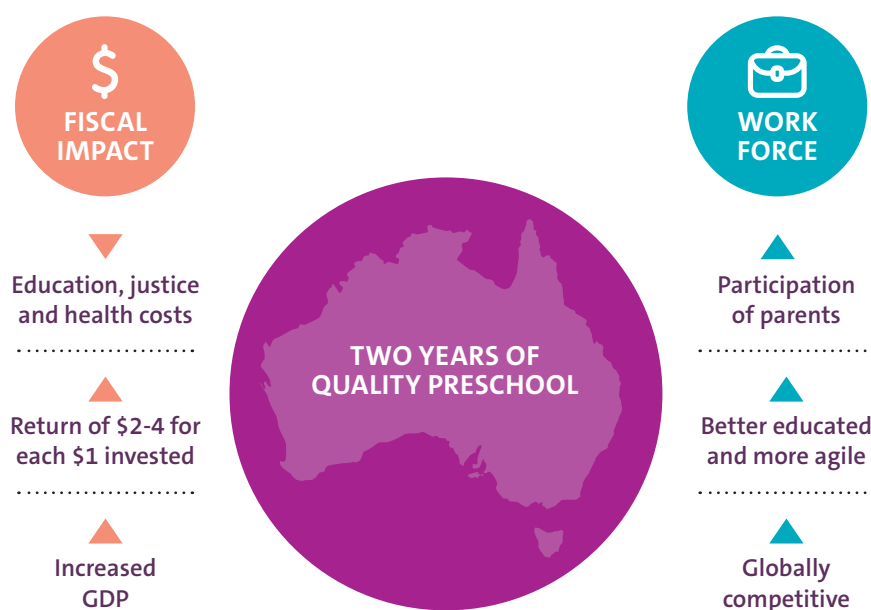 $
FISCAL
IMPACT
Education, justice
and health costs
Return of $2-4 for
each $1 invested
Increased
GDP
TWO YEARS OF
QUALITY PRESCHOOL
WORK
FORCE
Participation
of parents
Better educated
and more agile
Globally
competitive